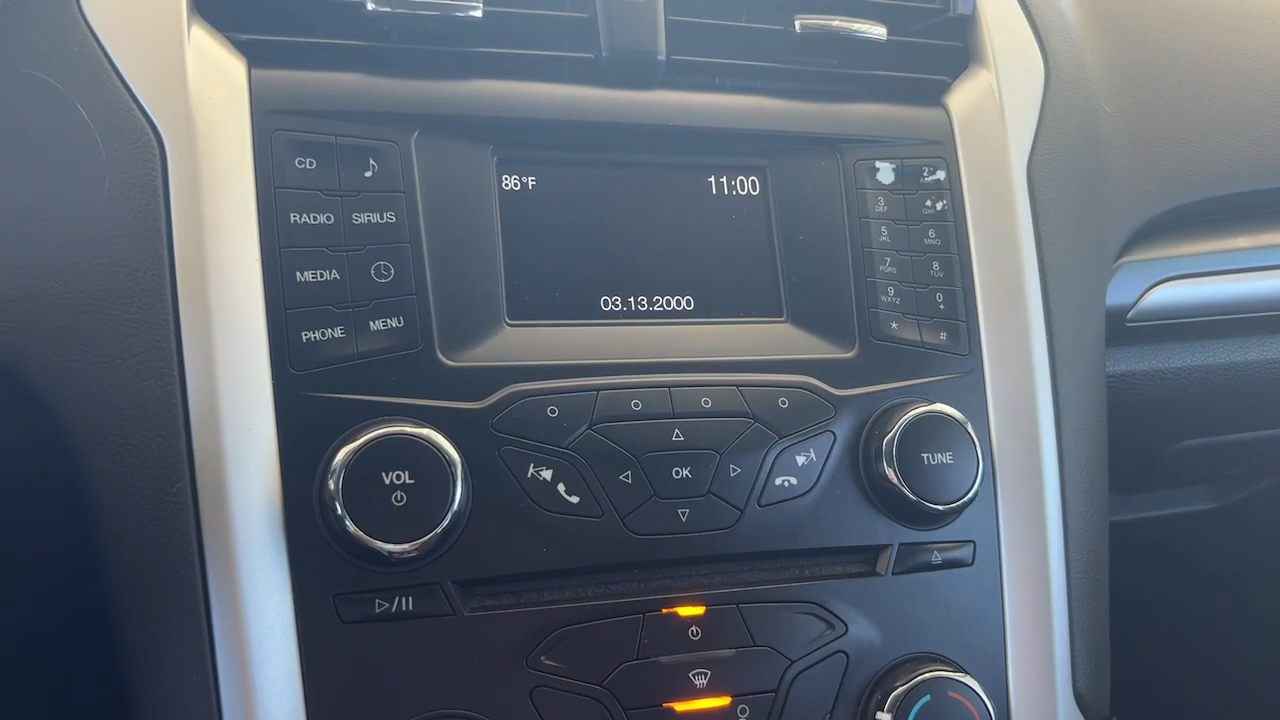 CD
86°F 11:00
RADIO SIRIUS
3 DEF GHI
5 JKL 6 MNO
MEDIA
7 PQRS 8 TUV
03.13.2000
9 WXYZ 0 +
PHONE MENU
* #
VOL
OK
TUNE